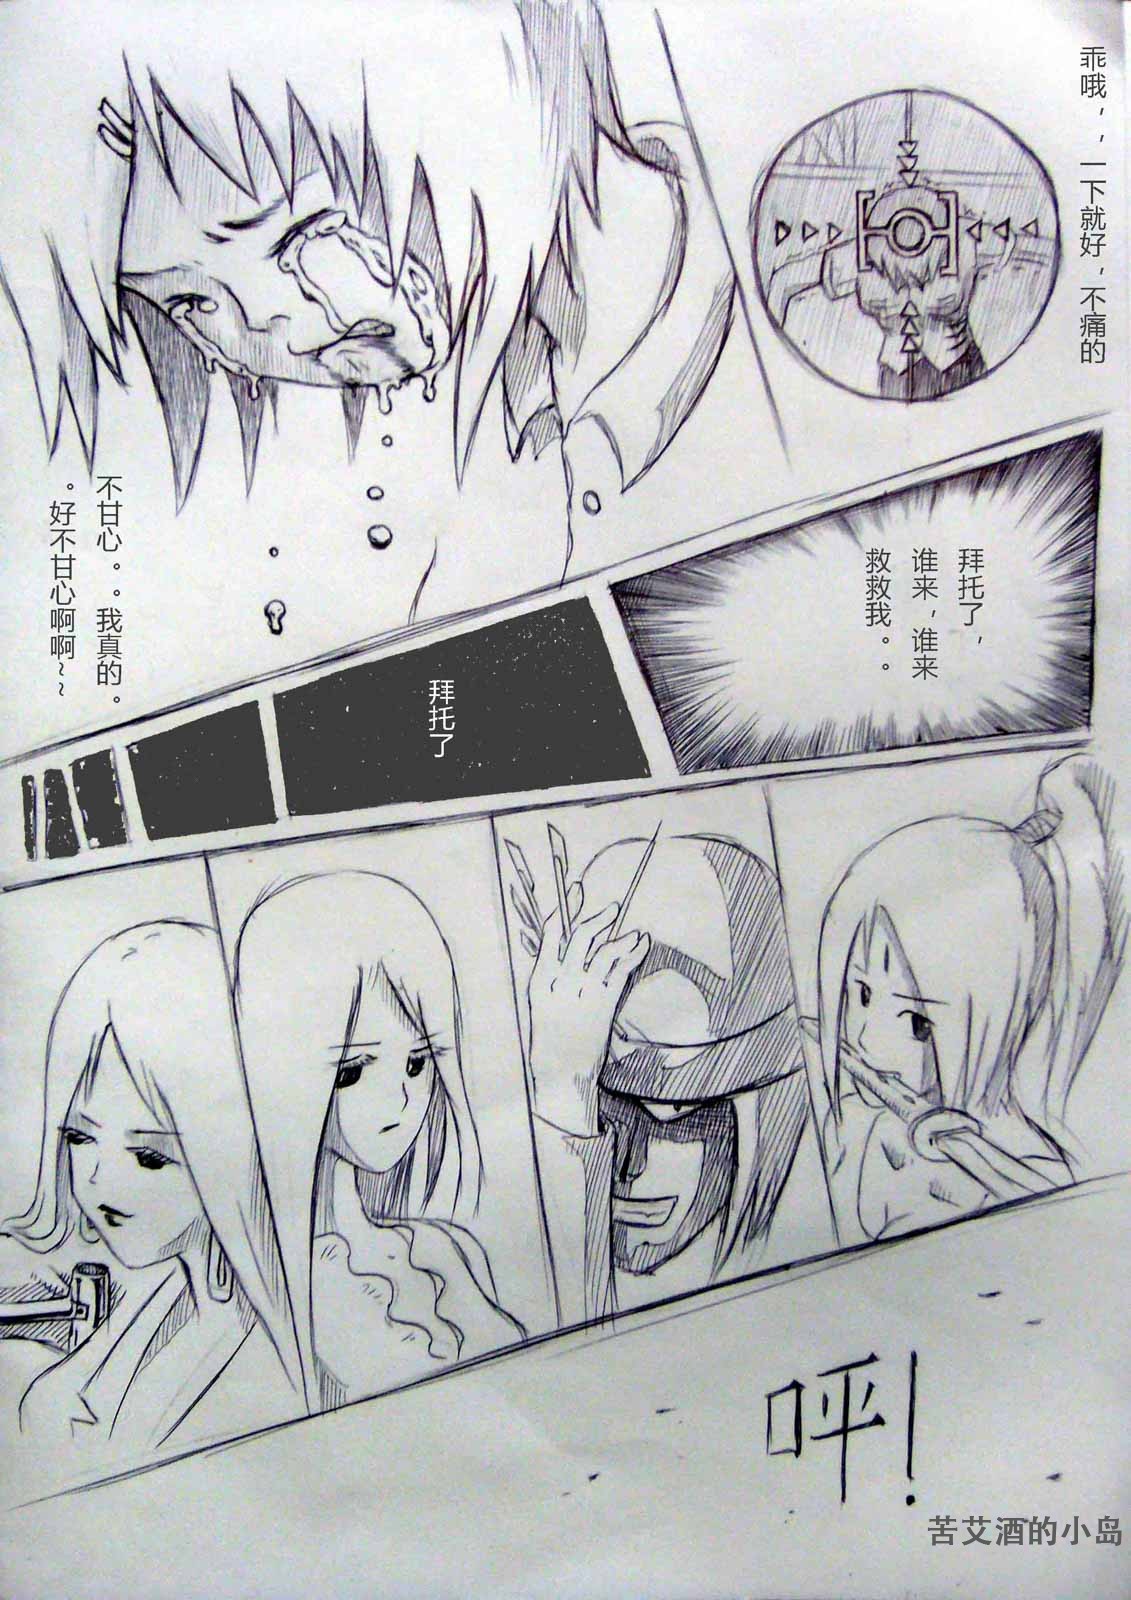 乖哦，，一下就好，不痛的
不甘心。。我真的。
。好不甘心啊啊~~
拜托了，
谁来，谁来
救救我。。
拜托了
呯！
苦艾酒的小岛